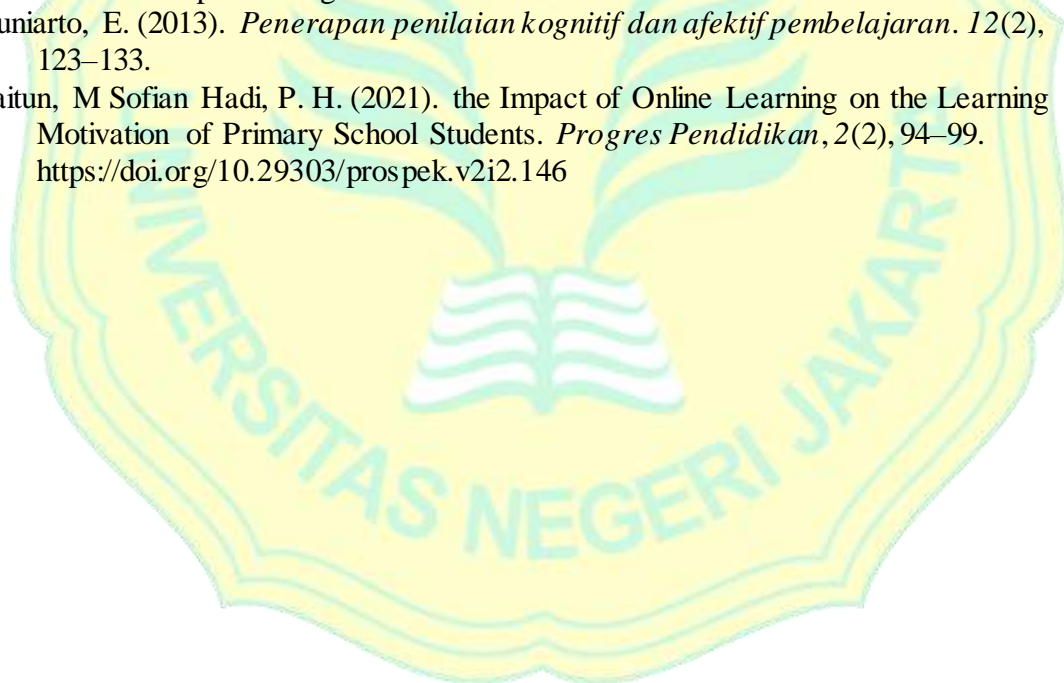 uniarto, E. (2013). Penerapan penilaian kognitif dan afektif pembelajaran. 12(2),
123–133.
aitun, M Sofian Hadi, P. H. (2021). the Impact of Online Learning on the Learning
Motivation of Primary School Students. Progres Pendidikan, 2(2), 94–99.
https://doi.org/10.29303/prospek.v2i2.146
NIVERSITAS NEGERI JAKART